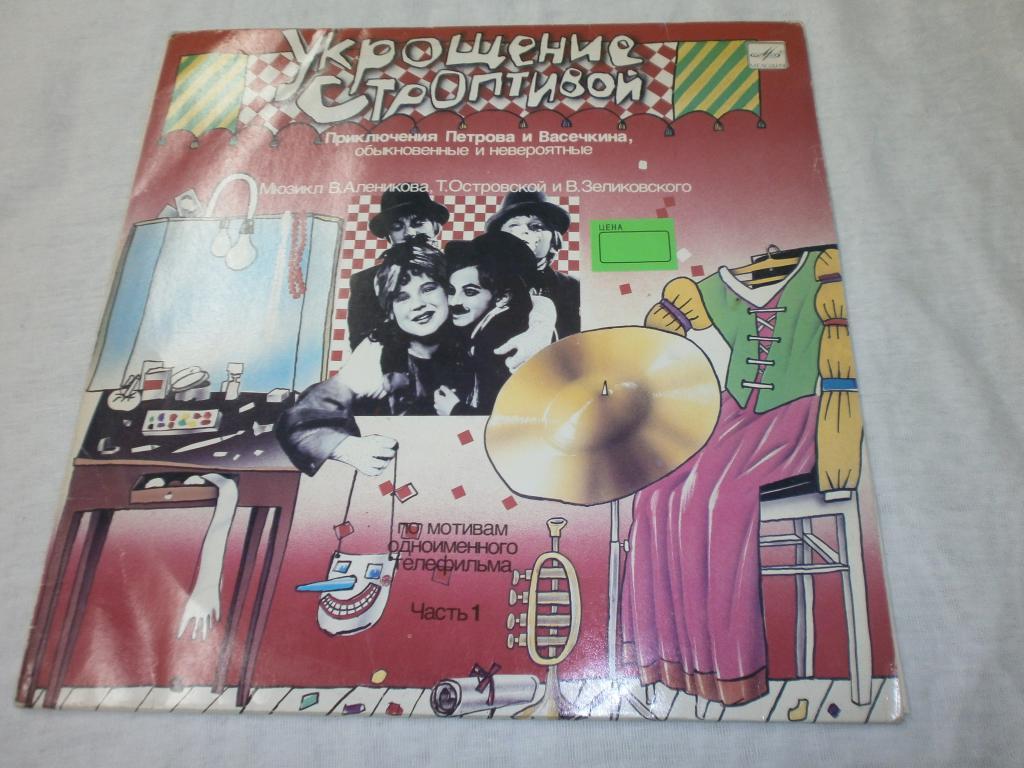 Укрощение
Строптивой
Приключения Петрова и Васечкина,
обыкновенные и невероятные
Мюзикл В.Аленикова, Т.Островской и В.Зеликовского
ЦЕНА
по мотивам
одноименного
телефильма
Часть 1